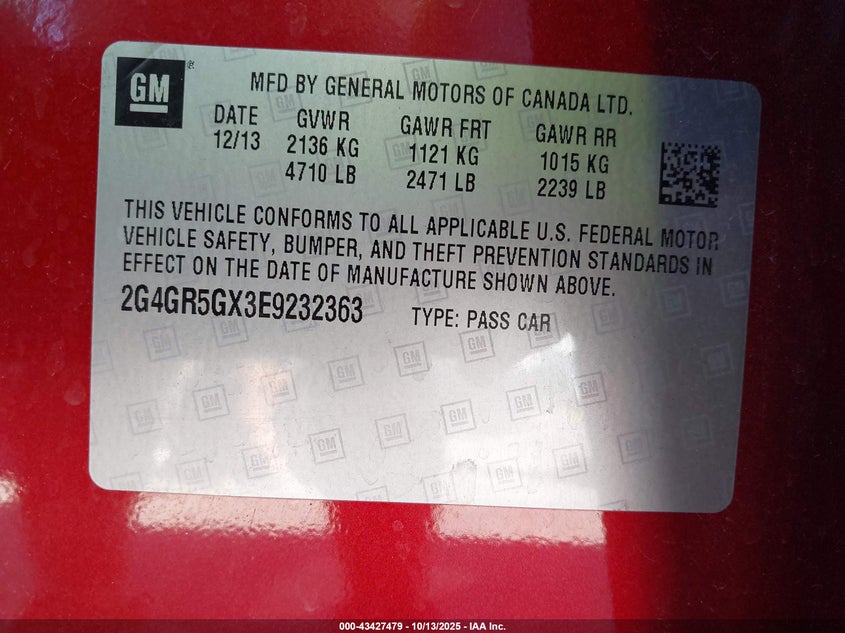 GM
MFD BY GENERAL MOTORS OF CANADA LTD.
DATE GVWR GAWR FRT GAWR RR
12/13 2136 KG 1121 KG 1015 KG
4710 LB 2471 LB 2239 LB
THIS VEHICLE CONFORMS TO ALL APPLICABLE U.S. FEDERAL MOTOR
VEHICLE SAFETY, BUMPER, AND THEFT PREVENTION STANDARDS IN
EFFECT ON THE DATE OF MANUFACTURE SHOWN ABOVE.
2G4GR5GX3E9232363 TYPE: PASS CAR
000-43427479 - 10/13/2025 - IAA Inc.